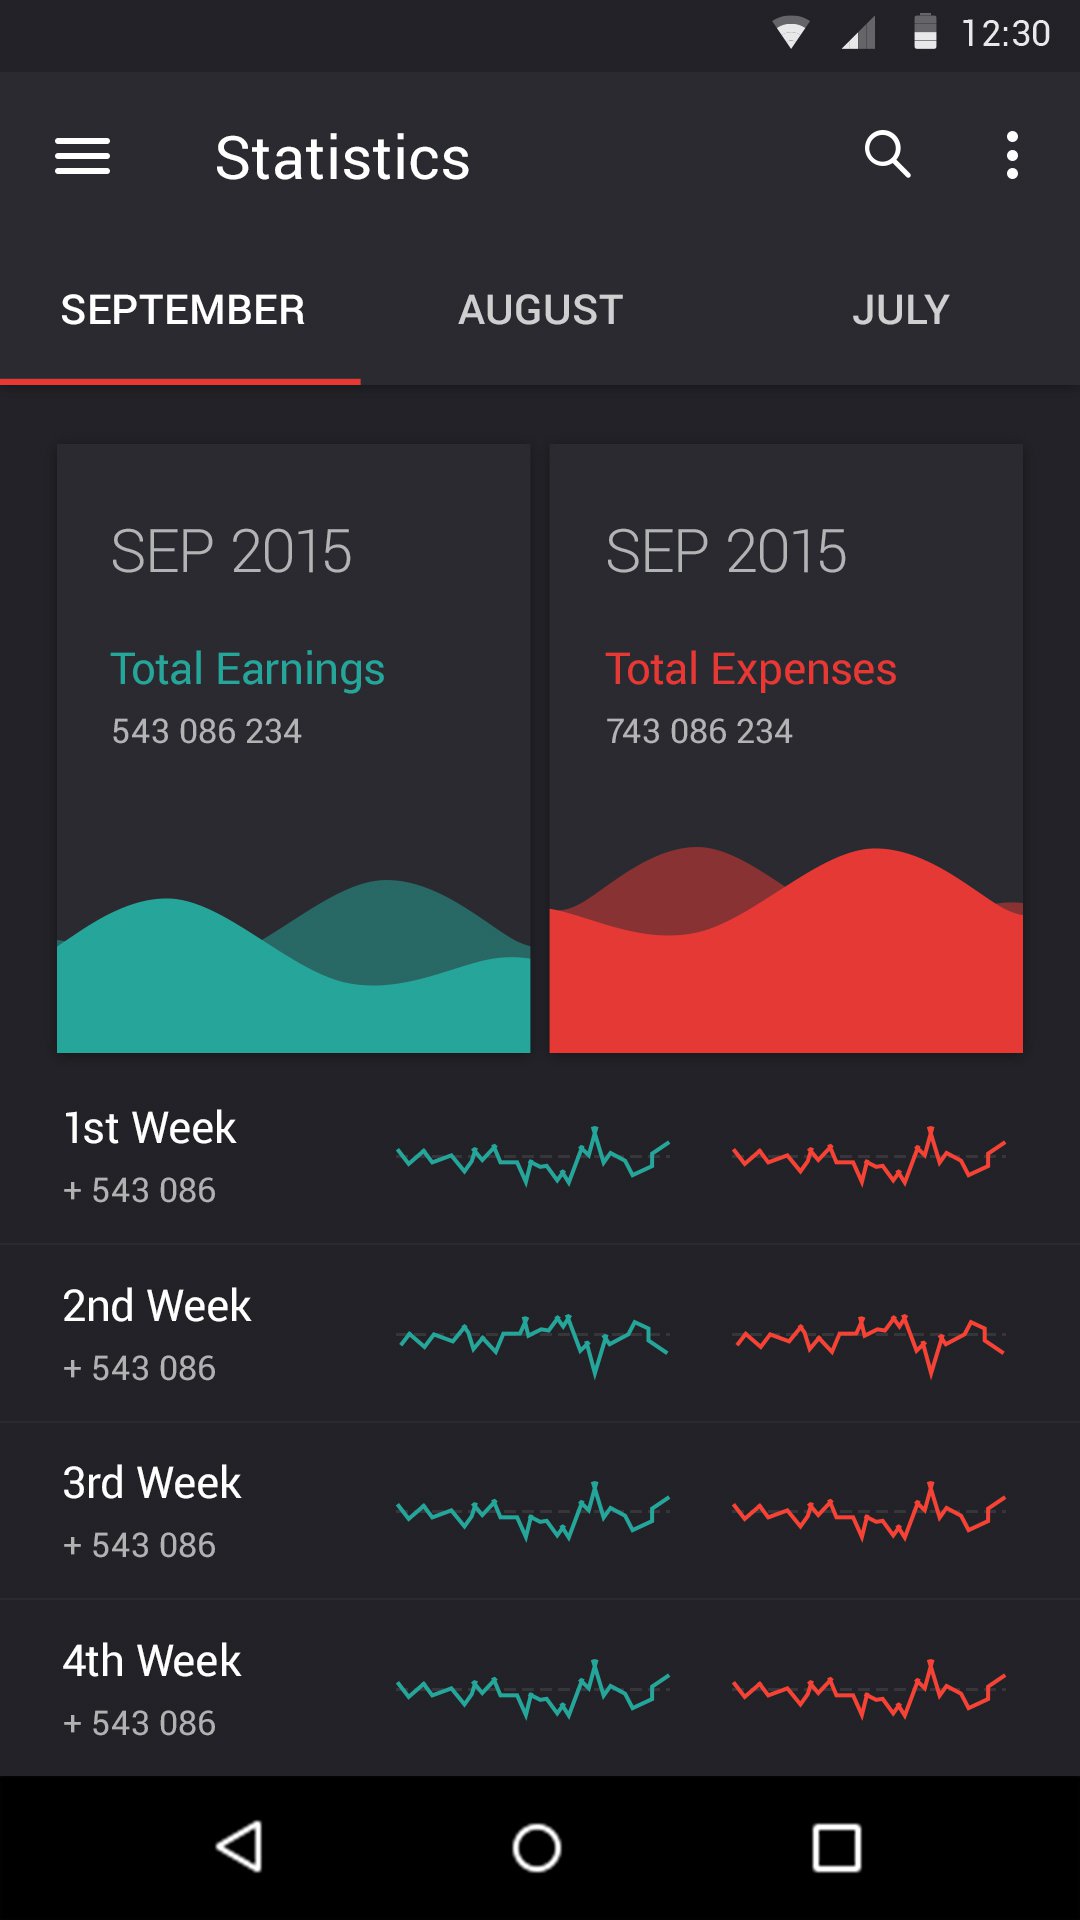 12:30
Statistics
SEPTEMBER AUGUST JULY
SEP 2015
Total Earnings
543 086 234
SEP 2015
Total Expenses
743 086 234
1st Week
+ 543 086
2nd Week
+ 543 086
3rd Week
+ 543 086
4th Week
+ 543 086